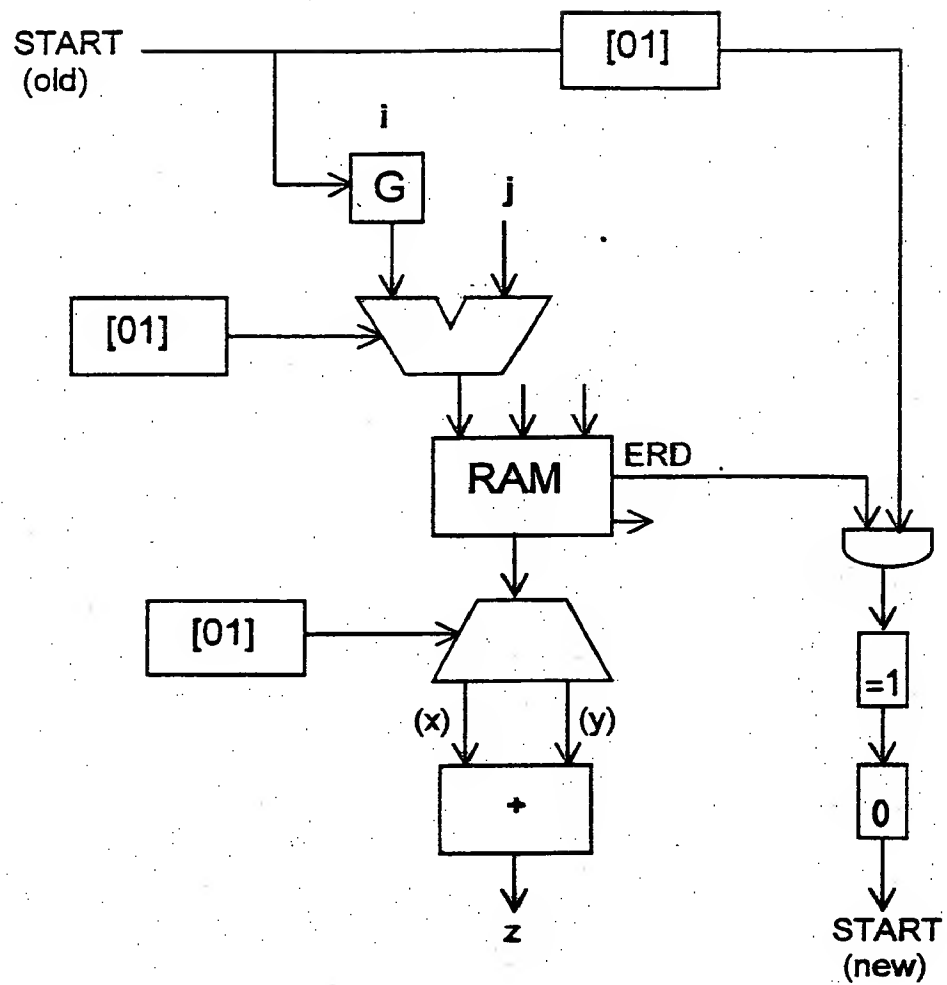 START
(old)
[01]
i
G
j
[01]
RAM
ERD
[01]
=1
(x)
(y)
+
0
z
START
(new)